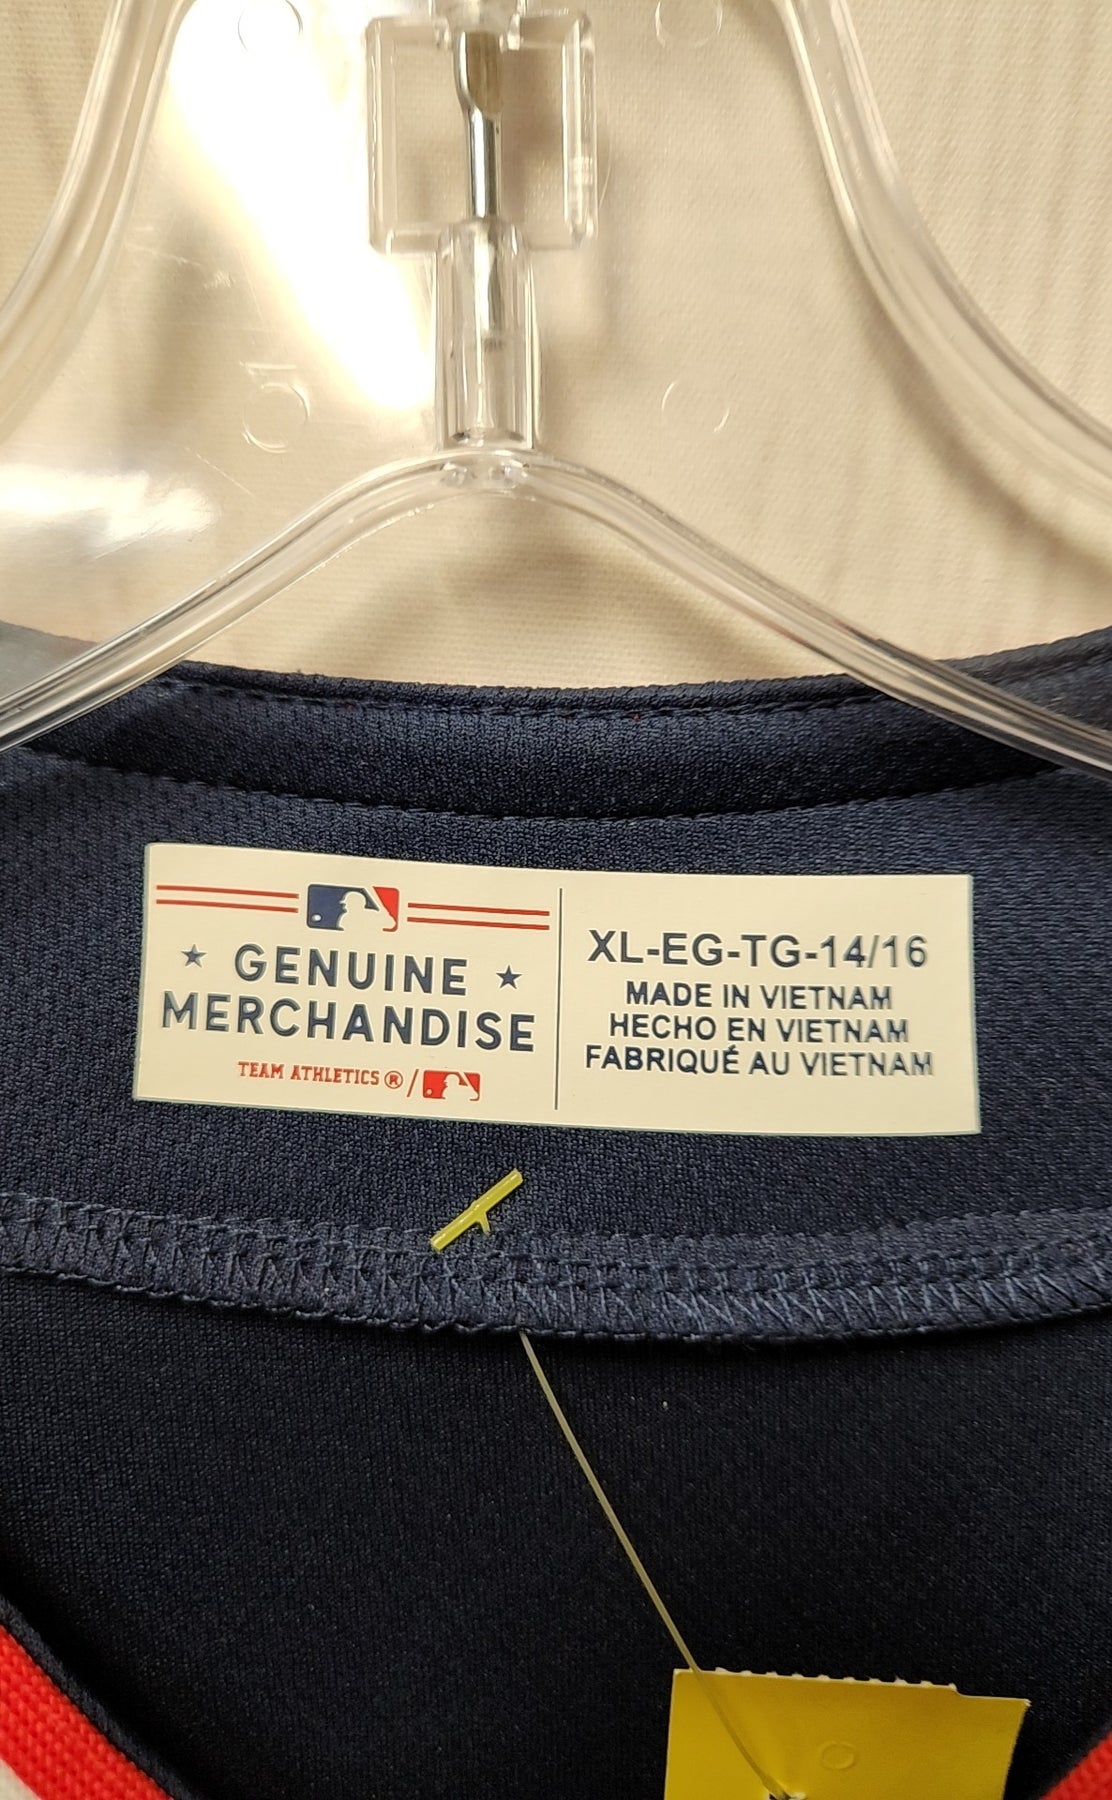 GENUINE
MERCHANDISE
TEAM ATHLETICS®/
XL-EG-TG-14/16
MADE IN VIETNAM
HECHO EN VIETNAM
FABRIQUÉ AU VIETNAM